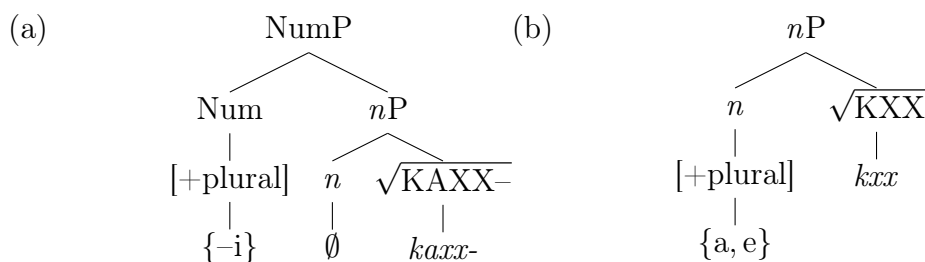 (a) NumP (b) nP
Num nP n √KXX
[+plural] n √KAXX– [+plural] kxx
{–i} ∅ kaxx- {a, e}